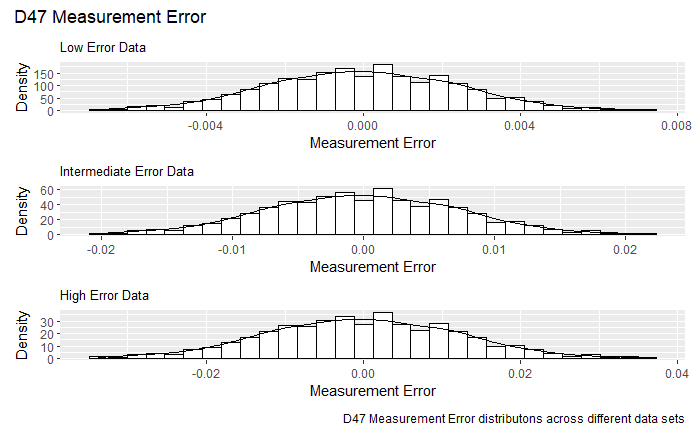 D47 Measurement Error
Low Error Data
Density
150
100
50
0
-0.004 0.000 0.004 0.008
Measurement Error
Intermediate Error Data
Density
60
40
20
0
-0.02 -0.01 0.00 0.01 0.02
Measurement Error
High Error Data
Density
30
20
10
0
-0.02 0.00 0.02 0.04
Measurement Error
D47 Measurement Error distributons across different data sets